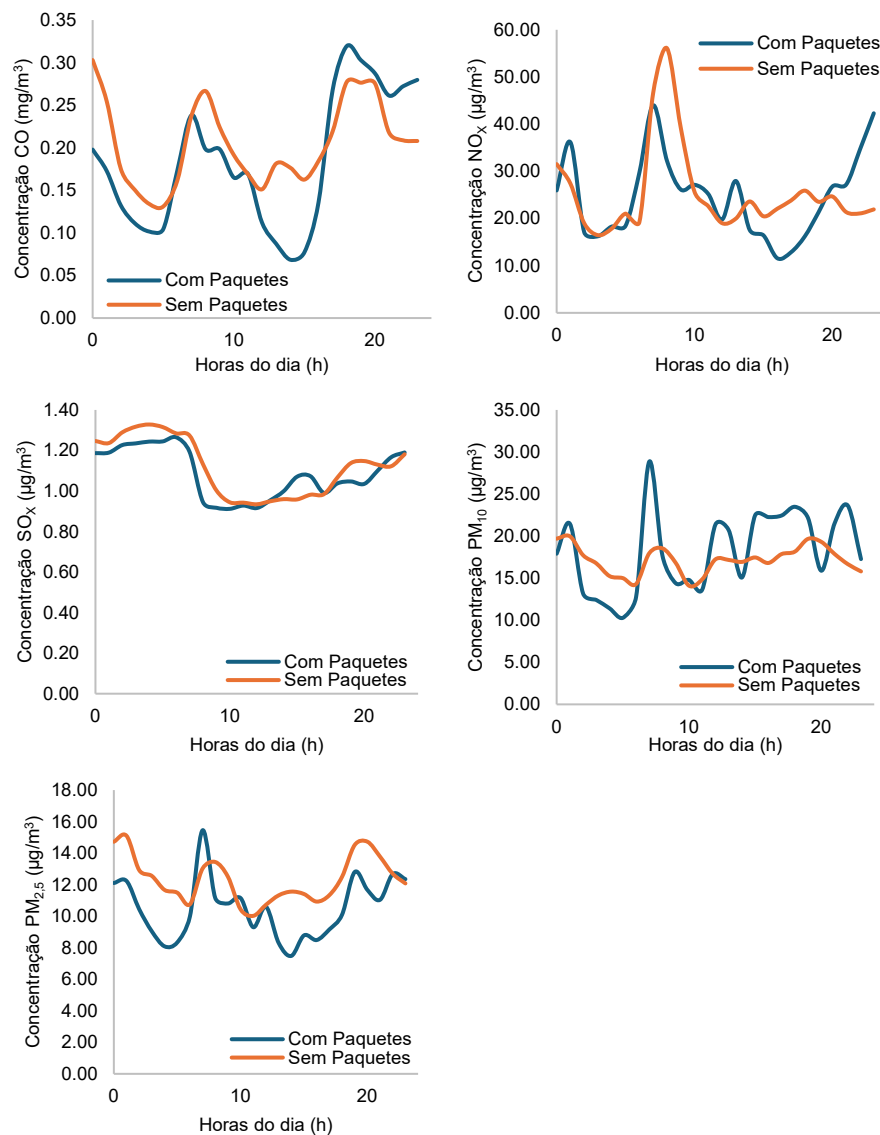 Concentração CO (mg/m³)
0.35
0.30
0.25
0.20
0.15
0.10
0.05
0.00
Com Paquetes
Sem Paquetes
0 10 20
Horas do dia (h)
Concentração NOX (µg/m³)
60.00
50.00
40.00
30.00
20.00
10.00
0.00
Com Paquetes
Sem Paquetes
0 10 20
Horas do dia (h)
Concentração SOX (µg/m³)
1.40
1.20
1.00
0.80
0.60
0.40
0.20
0.00
Com Paquetes
Sem Paquetes
0 10 20
Horas do dia (h)
Concentração PM10 (µg/m³)
35.00
30.00
25.00
20.00
15.00
10.00
5.00
0.00
Com Paquetes
Sem Paquetes
0 10 20
Horas do dia (h)
Concentração PM2,5 (µg/m³)
18.00
16.00
14.00
12.00
10.00
8.00
6.00
4.00
2.00
0.00
Com Paquetes
Sem Paquetes
0 10 20
Horas do dia (h)